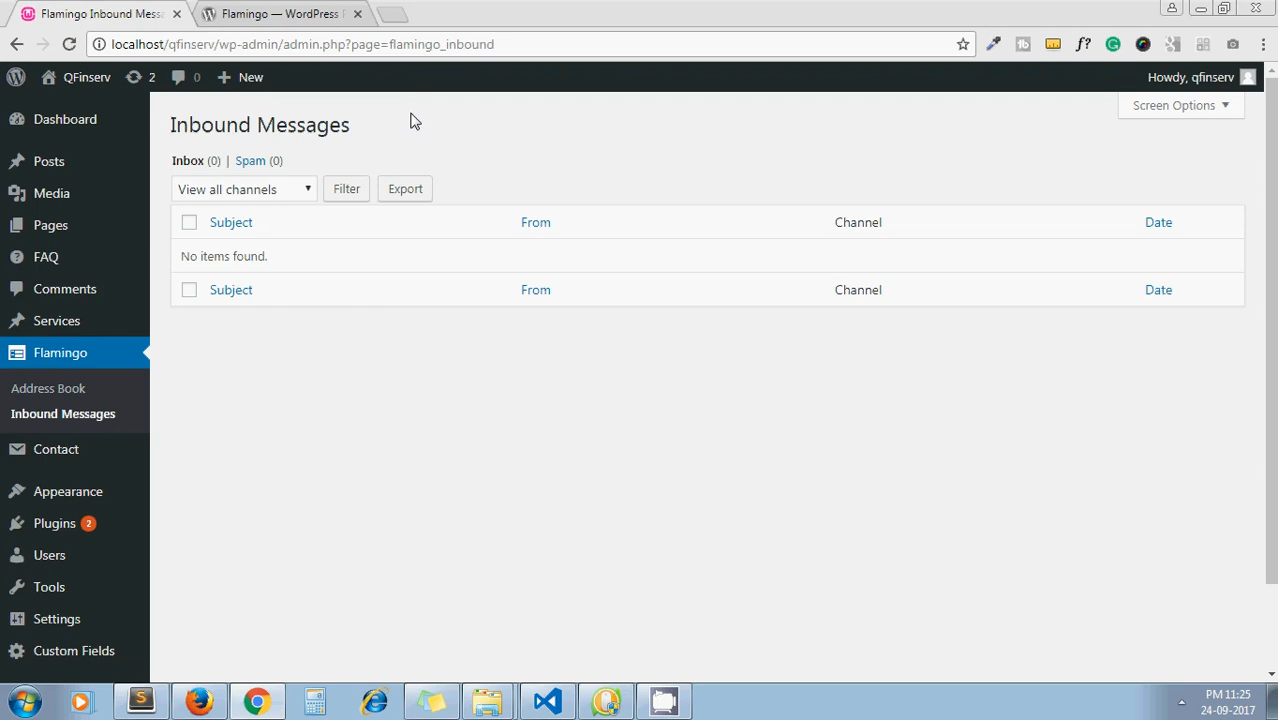 Flamingo Inbound Mess
Flamingo — WordPress
localhost/qfinserv/wp-admin/admin.php?page=flamingo_inbound
QFinserv 2 0 + New
Howdy, qfinserv
Screen Options
Dashboard
Posts
Media
Pages
FAQ
Comments
Services
Flamingo
Address Book
Inbound Messages
Contact
Appearance
Plugins 2
Users
Tools
Settings
Custom Fields
Inbound Messages
Inbox (0) | Spam (0)
View all channels Filter Export
Subject From Channel Date
No items found.
Subject From Channel Date
PM 11:25
24-09-2017